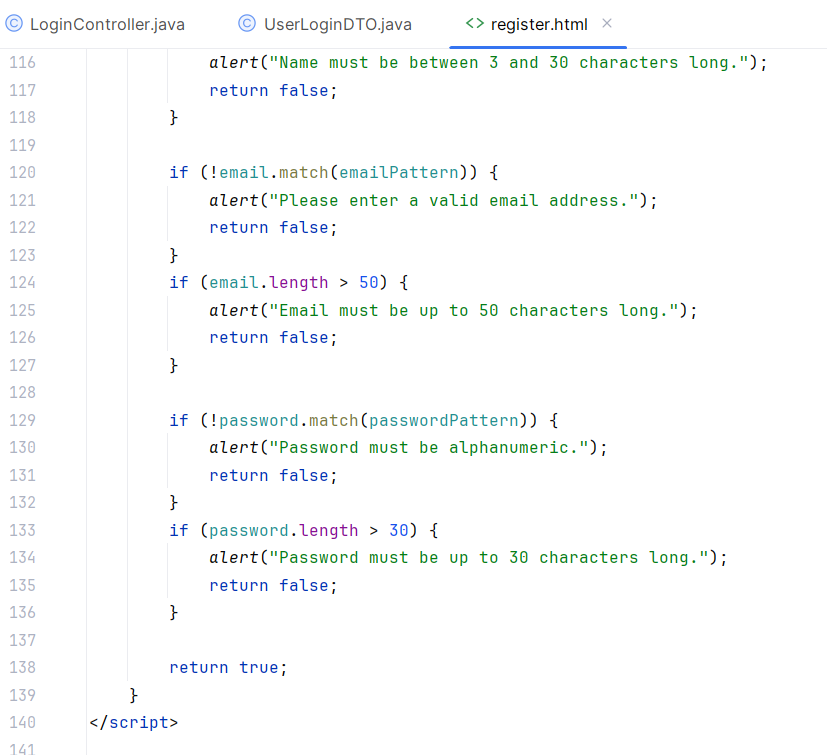 LoginController.java UserLoginDTO.java <> register.html ×
116 alert("Name must be between 3 and 30 characters long.");
117 return false;
118 }
119
120 if (!email.match(emailPattern)) {
121 alert("Please enter a valid email address.");
122 return false;
123 }
124 if (email.length > 50) {
125 alert("Email must be up to 50 characters long.");
126 return false;
127 }
128
129 if (!password.match(passwordPattern)) {
130 alert("Password must be alphanumeric.");
131 return false;
132 }
133 if (password.length > 30) {
134 alert("Password must be up to 30 characters long.");
135 return false;
136 }
137
138 return true;
139 }
140 </script>
141